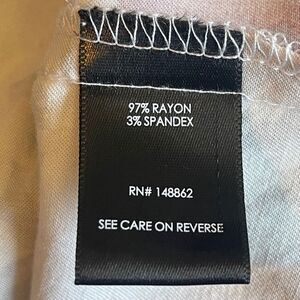 97% RAYON
3% SPANDEX
RN# 148862
SEE CARE ON REVERSE